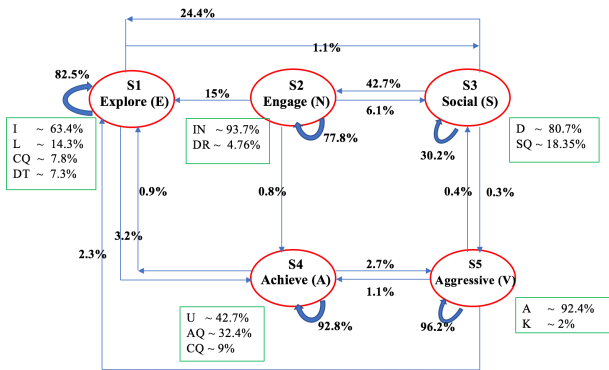 24.4%
1.1%
82.5%
S1
Explore (E)
15%
S2
Engage (N)
42.7%
6.1%
S3
Social (S)
77.8%
30.2%
I ~ 63.4%
L ~ 14.3%
CQ ~ 7.8%
DT ~ 7.3%
IN ~ 93.7%
DR ~ 4.76%
D ~ 80.7%
SQ ~ 18.35%
0.9%
0.8%
0.4%
0.3%
3.2%
2.3%
S4
Achieve (A)
2.7%
1.1%
S5
Aggressive (V)
92.8%
96.2%
U ~ 42.7%
AQ ~ 32.4%
CQ ~ 9%
A ~ 92.4%
K ~ 2%